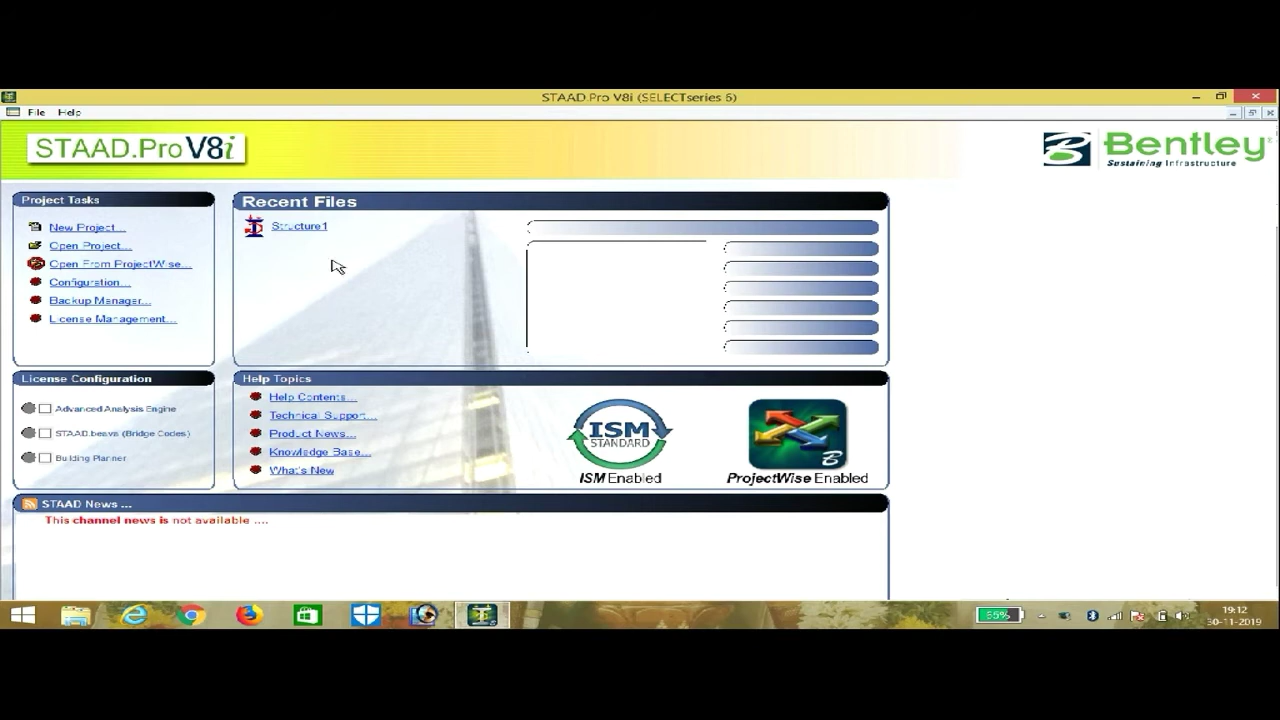 STAAD.Pro V8i (SELECTseries 6)
File Help
STAAD.Pro V8i
Bentley
Sustaining Infrastructure
Project Tasks
New Project...
Open Project...
Open From ProjectWise...
Configuration...
Backup Manager...
License Management...
Recent Files
Structure1
License Configuration
Advanced Analysis Engine
STAAD.beava (Bridge Codes)
Building Planner
Help Topics
Help Contents...
Technical Support...
Product News...
Knowledge Base...
What's New
ISM
STANDARD
ISM Enabled
B
ProjectWise Enabled
STAAD News ...
This channel news is not available ....
19:12
30-11-2019